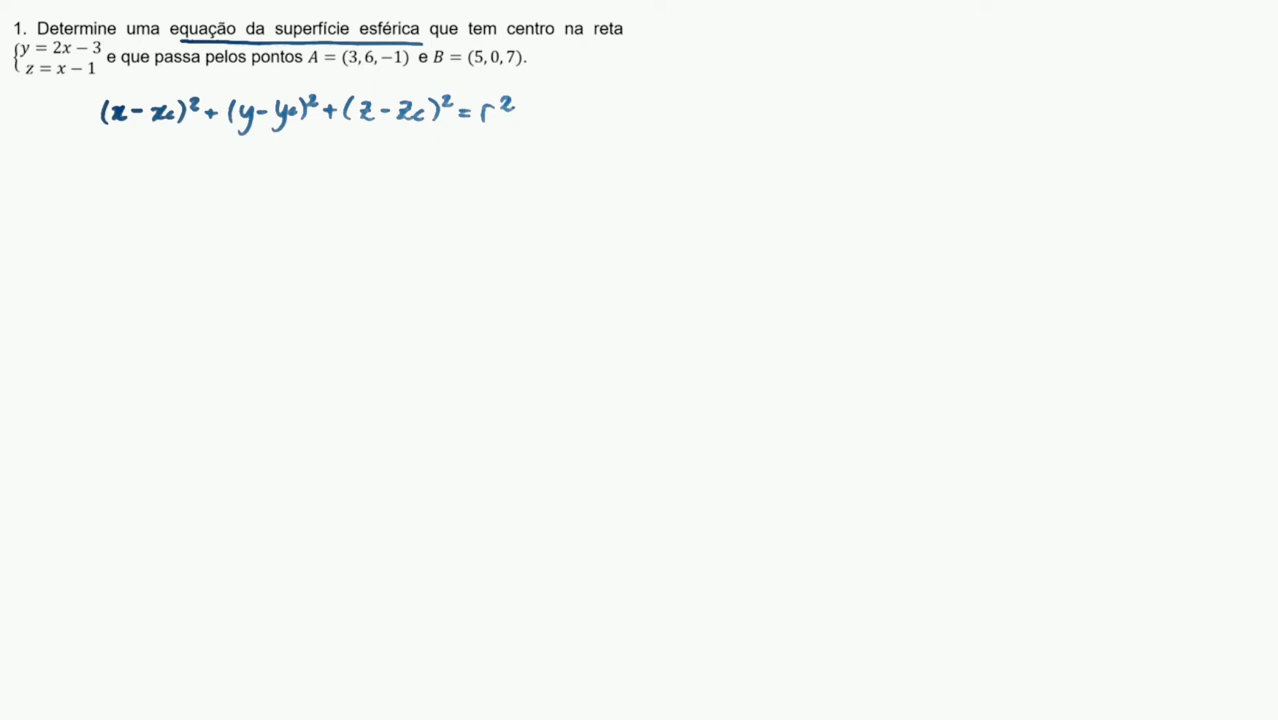 1. Determine uma equação da superfície esférica que tem centro na reta
{y = 2x − 3
z = x − 1 e que passa pelos pontos A = (3, 6, −1) e B = (5, 0, 7).
(x - xc)² + (y - yc)² + (z - zc)² = r²